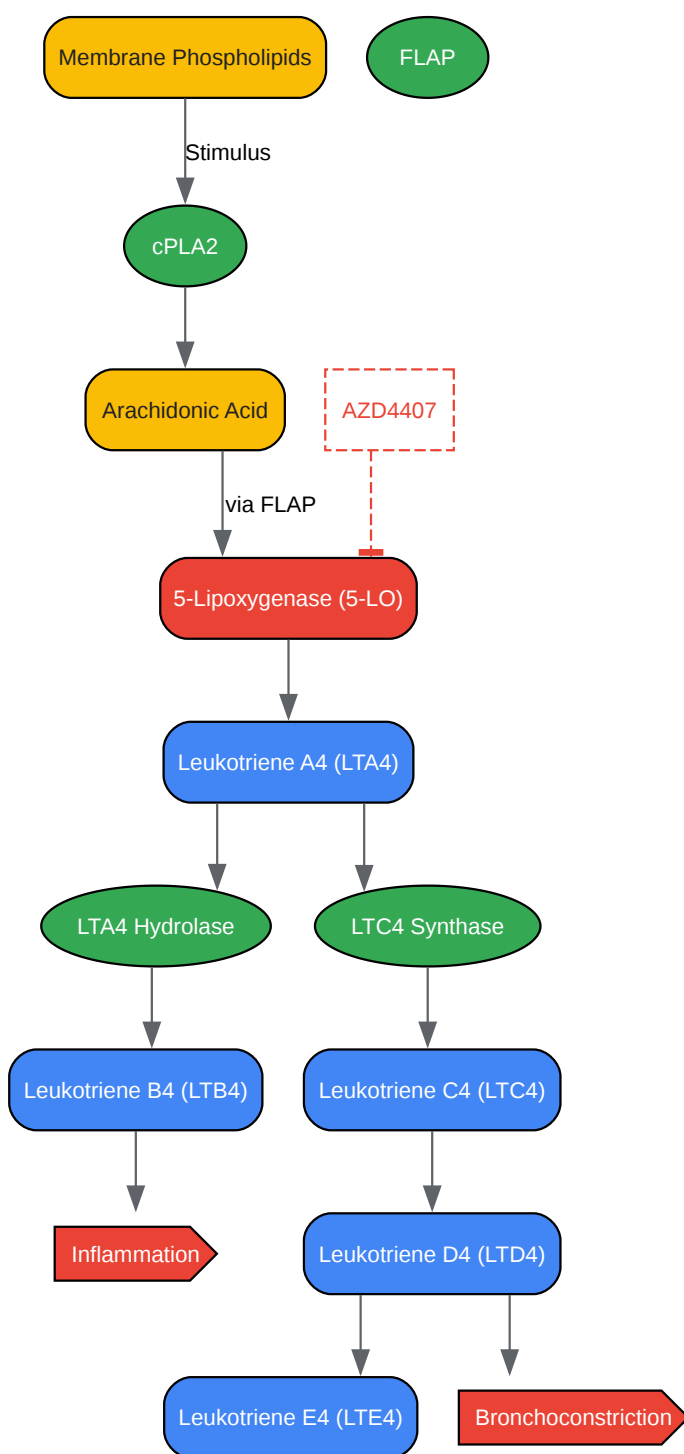 Membrane Phospholipids
FLAP
Stimulus
cPLA2
Arachidonic Acid
AZD4407
via FLAP
5-Lipoxygenase (5-LO)
Leukotriene A4 (LTA4)
LTA4 Hydrolase
LTC4 Synthase
Leukotriene B4 (LTB4)
Leukotriene C4 (LTC4)
Inflammation
Leukotriene D4 (LTD4)
Leukotriene E4 (LTE4)
Bronchoconstriction